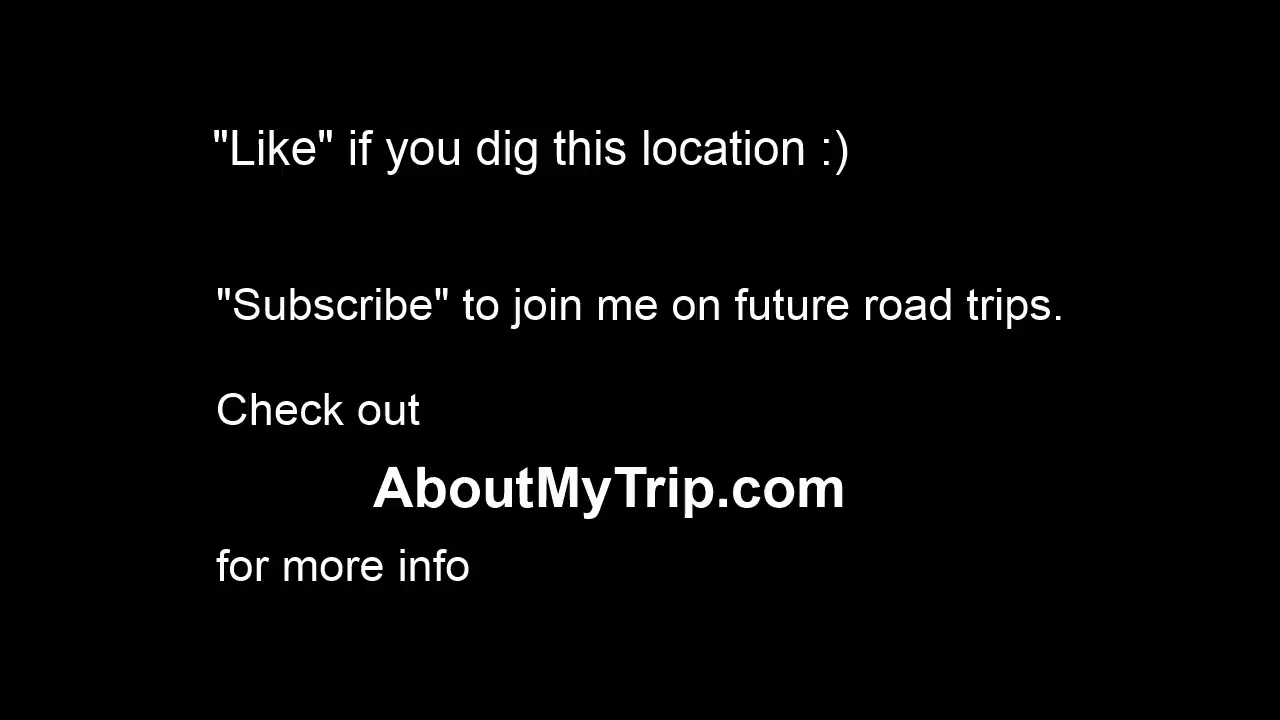 "Like" if you dig this location :)
"Subscribe" to join me on future road trips.
Check out
AboutMyTrip.com
for more info